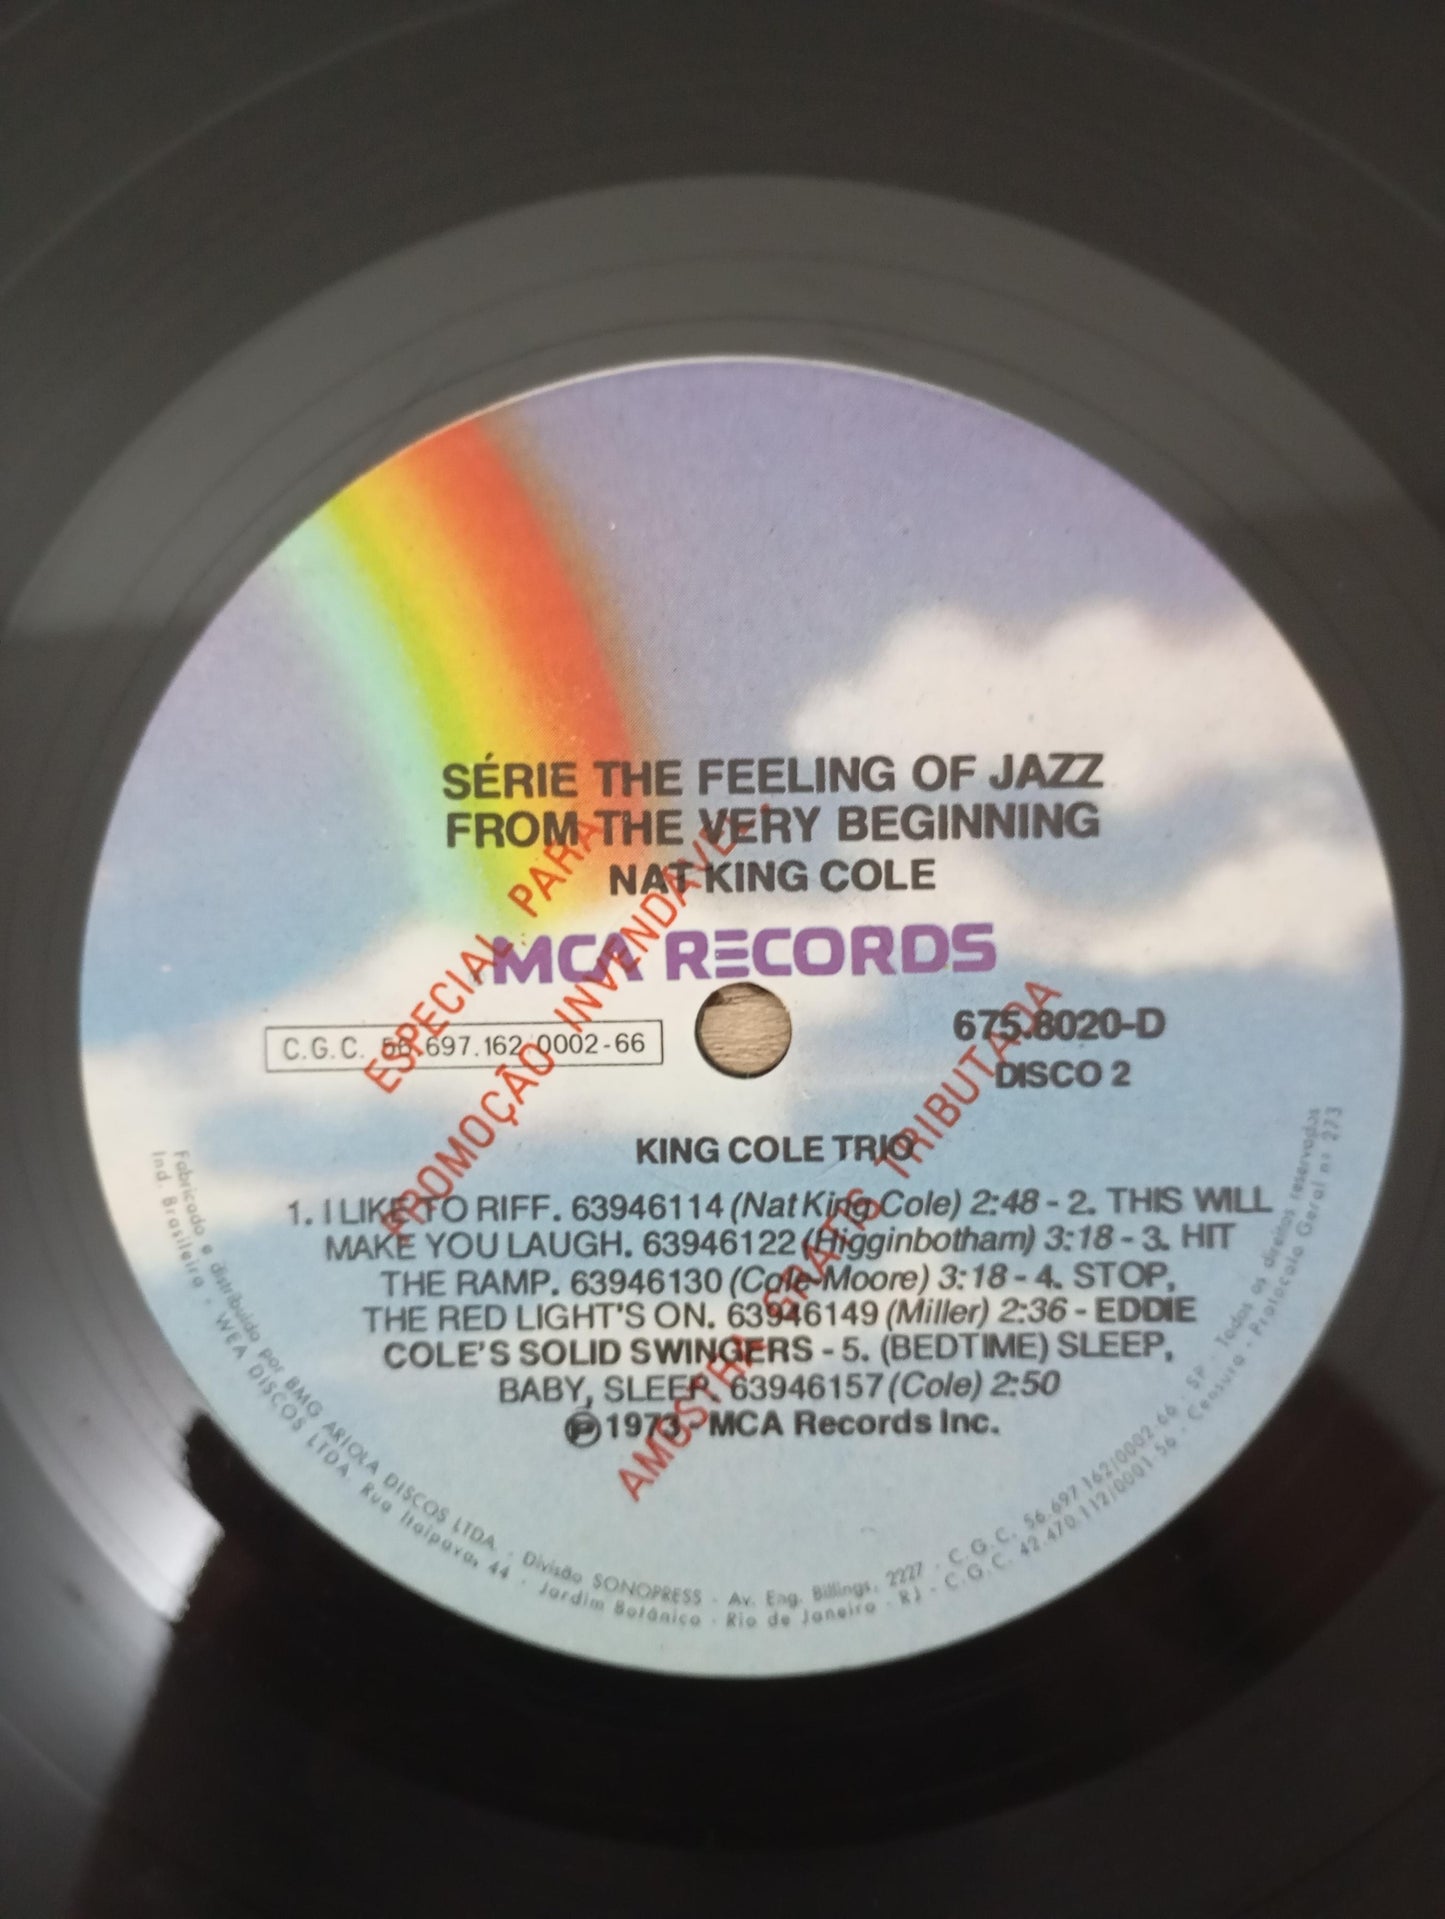 SÉRIE THE FEELING OF JAZZ
FROM THE VERY BEGINNING
NAT KING COLE
MCA RECORDS
C.G.C. 56.697.162 0002-66
675.8020-D
DISCO 2
KING COLE TRIO
1. I LIKE TO RIFF. 63946114 (Nat King Cole) 2:48 - 2. THIS WILL
MAKE YOU LAUGH. 63946122 (Higginbotham) 3:18 - 3. HIT
THE RAMP. 63946130 (Cole-Moore) 3:18 - 4. STOP,
THE RED LIGHT'S ON. 63946149 (Miller) 2:36 - EDDIE
COLE'S SOLID SWINGERS - 5. (BEDTIME) SLEEP,
BABY, SLEEP. 63946157 (Cole) 2:50
Ⓟ 1973 - MCA Records Inc.
ESPECIAL PARA
PROMOÇÃO INVENDAVEL.
AMOSTRA GRATIS TRIBUTADA
Fabricado e distribuido por BMG ARIOLA DISCOS LTDA. - Divisão SONOPRESS - Av. Eng. Billings, 2227 - C.G.C. 56.697.162/0002-66 - SP - Todos os direitos reservados
Ind. Brasileira - WEA DISCOS LTDA. Rua Itaipava, 44 - Jardim Botânico - Rio de Janeiro - RJ - C.G.C. 42.470.112/0001-56 - Censura - Protocolo Geral nº 273